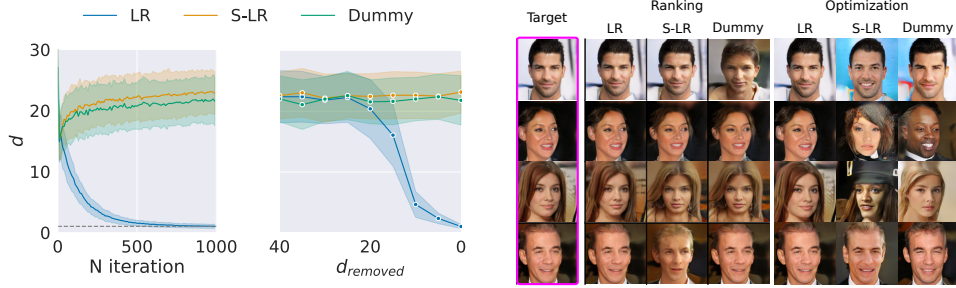 LR S-LR Dummy
30
20
10
0
d
0 500 1000
N iteration
40 20 0
d_removed
Target
Ranking
LR S-LR Dummy
Optimization
LR S-LR Dummy